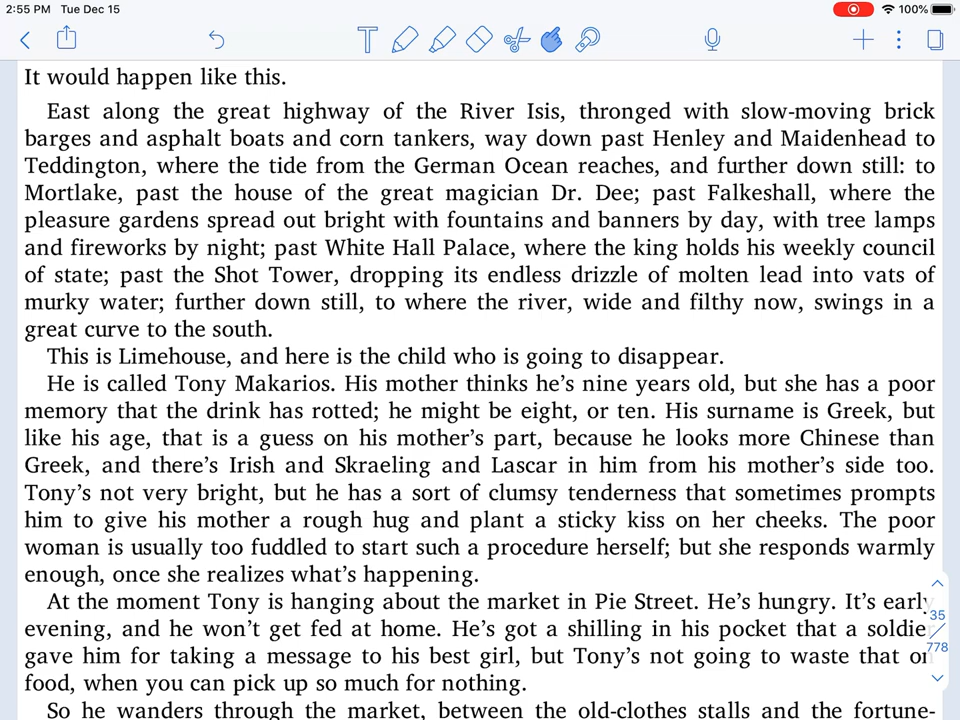 2:55 PM Tue Dec 15
100%
It would happen like this.
East along the great highway of the River Isis, thronged with slow-moving brick
barges and asphalt boats and corn tankers, way down past Henley and Maidenhead to
Teddington, where the tide from the German Ocean reaches, and further down still: to
Mortlake, past the house of the great magician Dr. Dee; past Falkeshall, where the
pleasure gardens spread out bright with fountains and banners by day, with tree lamps
and fireworks by night; past White Hall Palace, where the king holds his weekly council
of state; past the Shot Tower, dropping its endless drizzle of molten lead into vats of
murky water; further down still, to where the river, wide and filthy now, swings in a
great curve to the south.
This is Limehouse, and here is the child who is going to disappear.
He is called Tony Makarios. His mother thinks he’s nine years old, but she has a poor
memory that the drink has rotted; he might be eight, or ten. His surname is Greek, but
like his age, that is a guess on his mother’s part, because he looks more Chinese than
Greek, and there’s Irish and Skraeling and Lascar in him from his mother’s side too.
Tony’s not very bright, but he has a sort of clumsy tenderness that sometimes prompts
him to give his mother a rough hug and plant a sticky kiss on her cheeks. The poor
woman is usually too fuddled to start such a procedure herself; but she responds warmly
enough, once she realizes what’s happening.
At the moment Tony is hanging about the market in Pie Street. He’s hungry. It’s early
evening, and he won’t get fed at home. He’s got a shilling in his pocket that a soldier
gave him for taking a message to his best girl, but Tony’s not going to waste that on
food, when you can pick up so much for nothing.
So he wanders through the market, between the old-clothes stalls and the fortune-
35
778